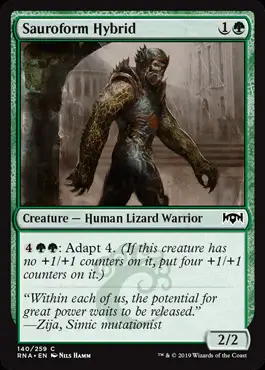 Sauroform Hybrid 1
Creature — Human Lizard Warrior
4: Adapt 4. (If this creature has
no +1/+1 counters on it, put four +1/+1
counters on it.)
“Within each of us, the potential for
great power waits to be released.”
—Zija, Simic mutationist
2/2
140/259 C
RNA • EN Nils Hamm
™ & © 2019 Wizards of the Coast